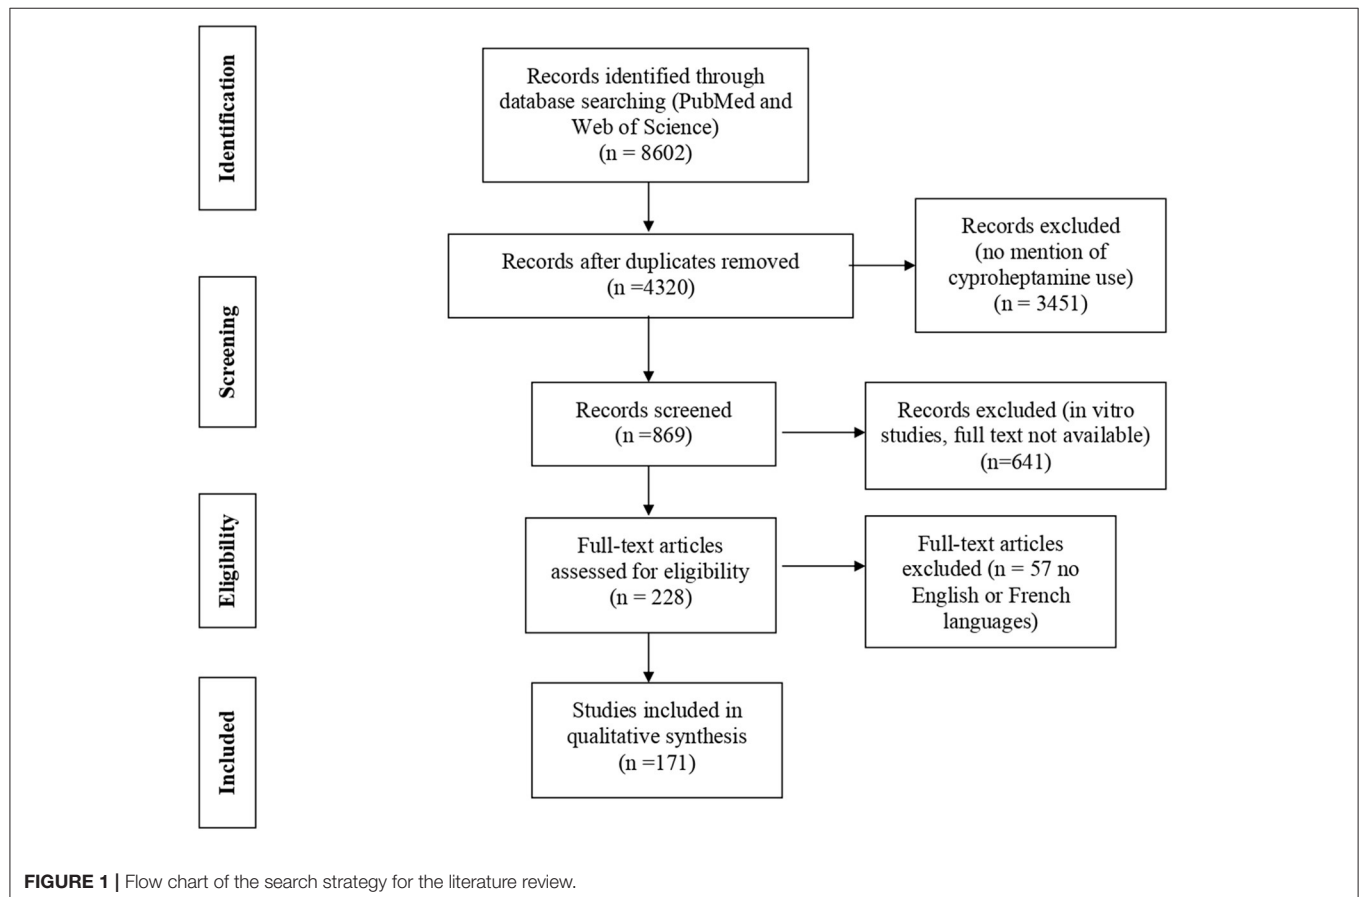 Identification
Records identified through
database searching (PubMed and
Web of Science)
(n = 8602)
Records after duplicates removed
(n =4320)
Records excluded
(no mention of
cyproheptamine use)
(n = 3451)
Screening
Records screened
(n =869)
Records excluded (in vitro
studies, full text not available)
(n=641)
Eligibility
Full-text articles
assessed for eligibility
(n = 228)
Full-text articles
excluded (n = 57 no
English or French
languages)
Included
Studies included in
qualitative synthesis
(n =171)
FIGURE 1 | Flow chart of the search strategy for the literature review.